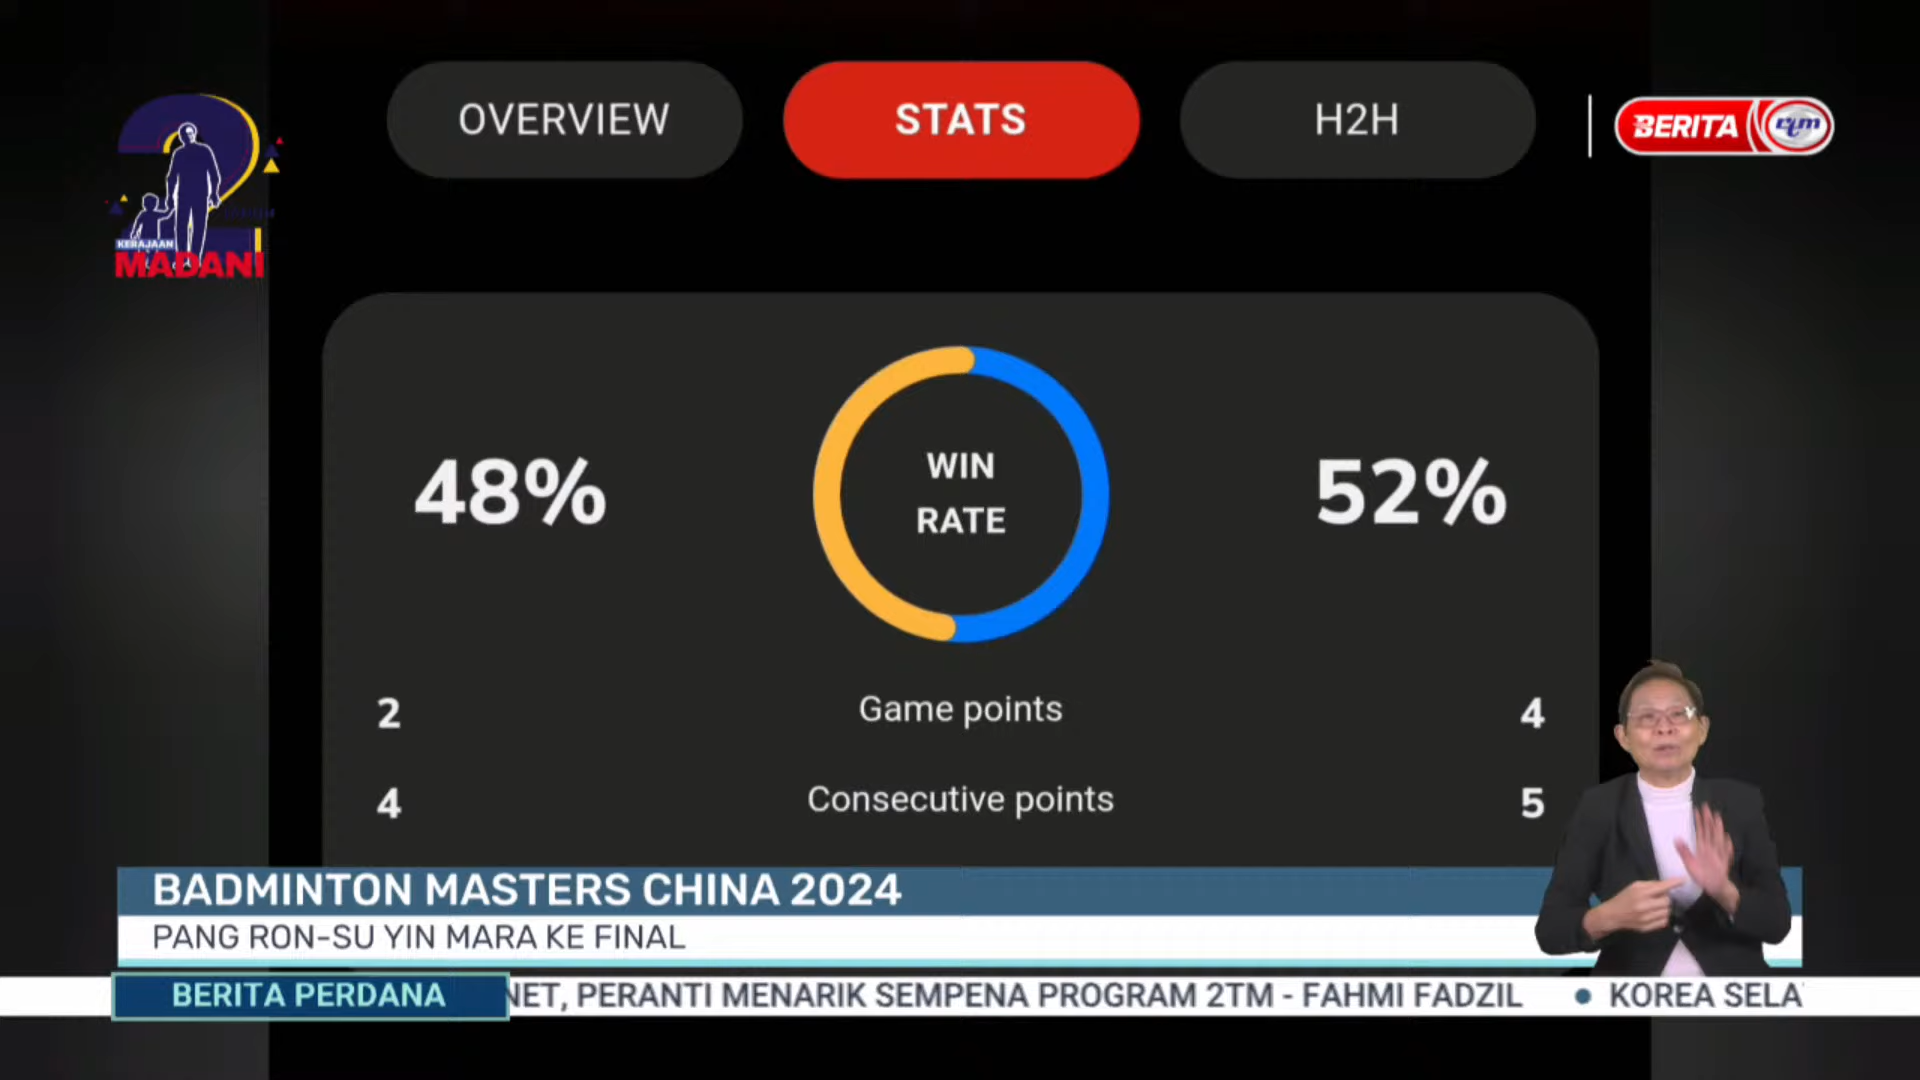 OVERVIEW
STATS
H2H
BERITA rtm
KERAJAAN
MADANI
48%
WIN
RATE
52%
2 Game points 4
4 Consecutive points 5
BADMINTON MASTERS CHINA 2024
PANG RON-SU YIN MARA KE FINAL
BERITA PERDANA
NET, PERANTI MENARIK SEMPENA PROGRAM 2TM - FAHMI FADZIL • KOREA SELA